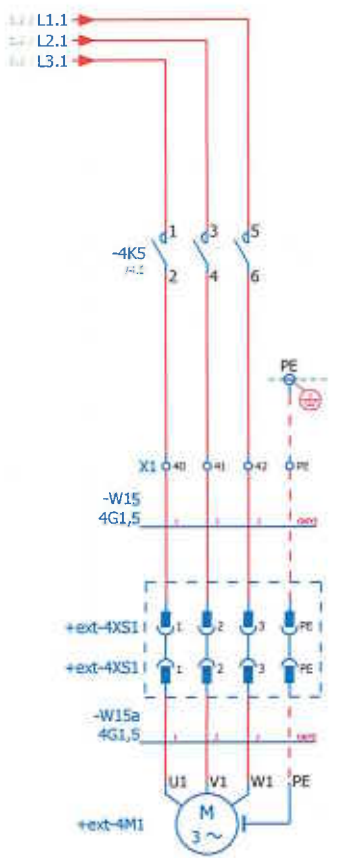 L1.1
L2.1
L3.1
1 3 5
-4K5
2 4 6
PE
X1 40 41 42 PE
-W15
4G1,5
+ext-4XS1 1 2 3 PE
+ext-4XS1 1 2 3 PE
-W15a
4G1,5
U1 V1 W1 PE
M
+ext-4M1
3 ~